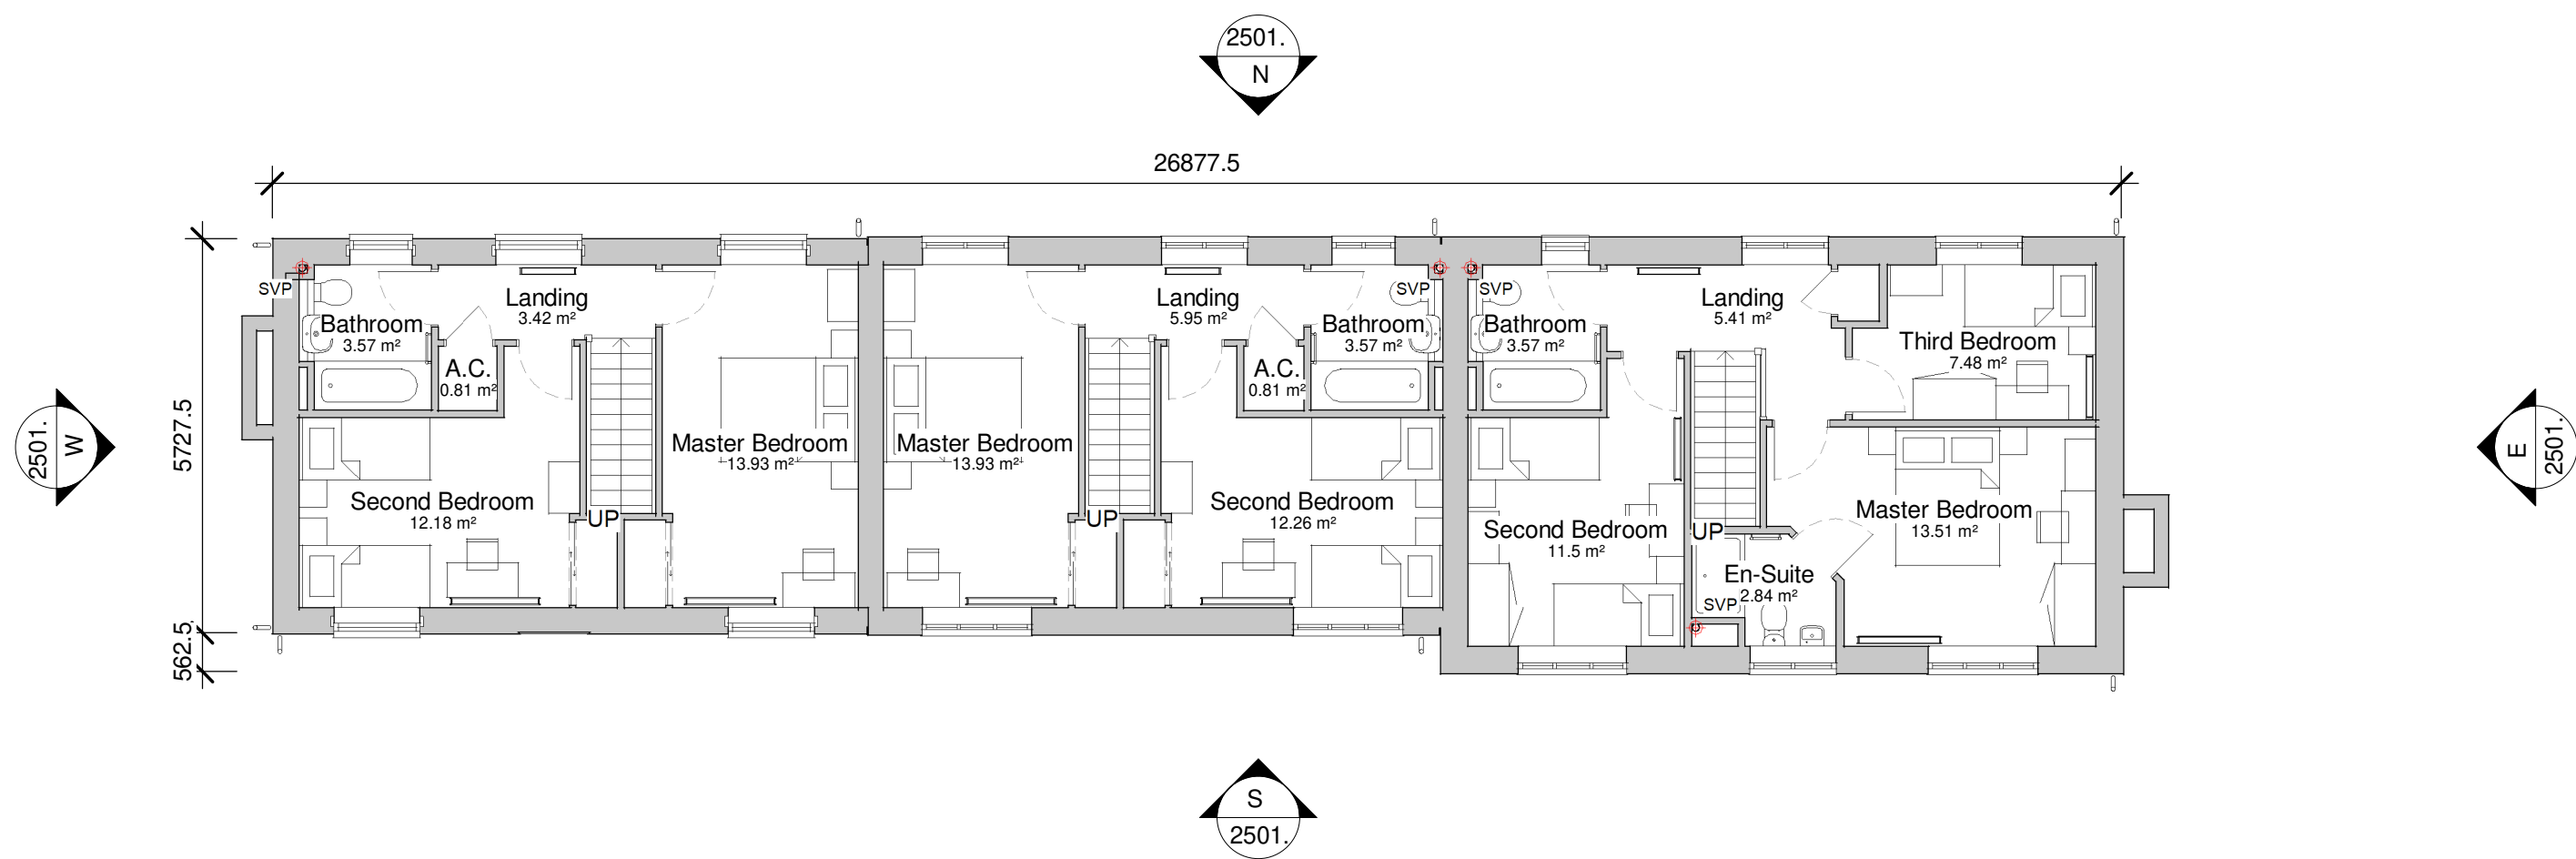 2501.
N
26877.5
5727.5
562.5
2501.
W
E
2501.
SVP
Bathroom
3.57 m²
Landing
3.42 m²
A.C.
0.81 m²
Second Bedroom
12.18 m²
UP
Master Bedroom
13.93 m²
Master Bedroom
13.93 m²
Landing
5.95 m²
UP
A.C.
0.81 m²
SVP
Bathroom
3.57 m²
Second Bedroom
12.26 m²
SVP
Bathroom
3.57 m²
Landing
5.41 m²
Third Bedroom
7.48 m²
Second Bedroom
11.5 m²
UP
Master Bedroom
13.51 m²
En-Suite
2.84 m²
SVP
S
2501.